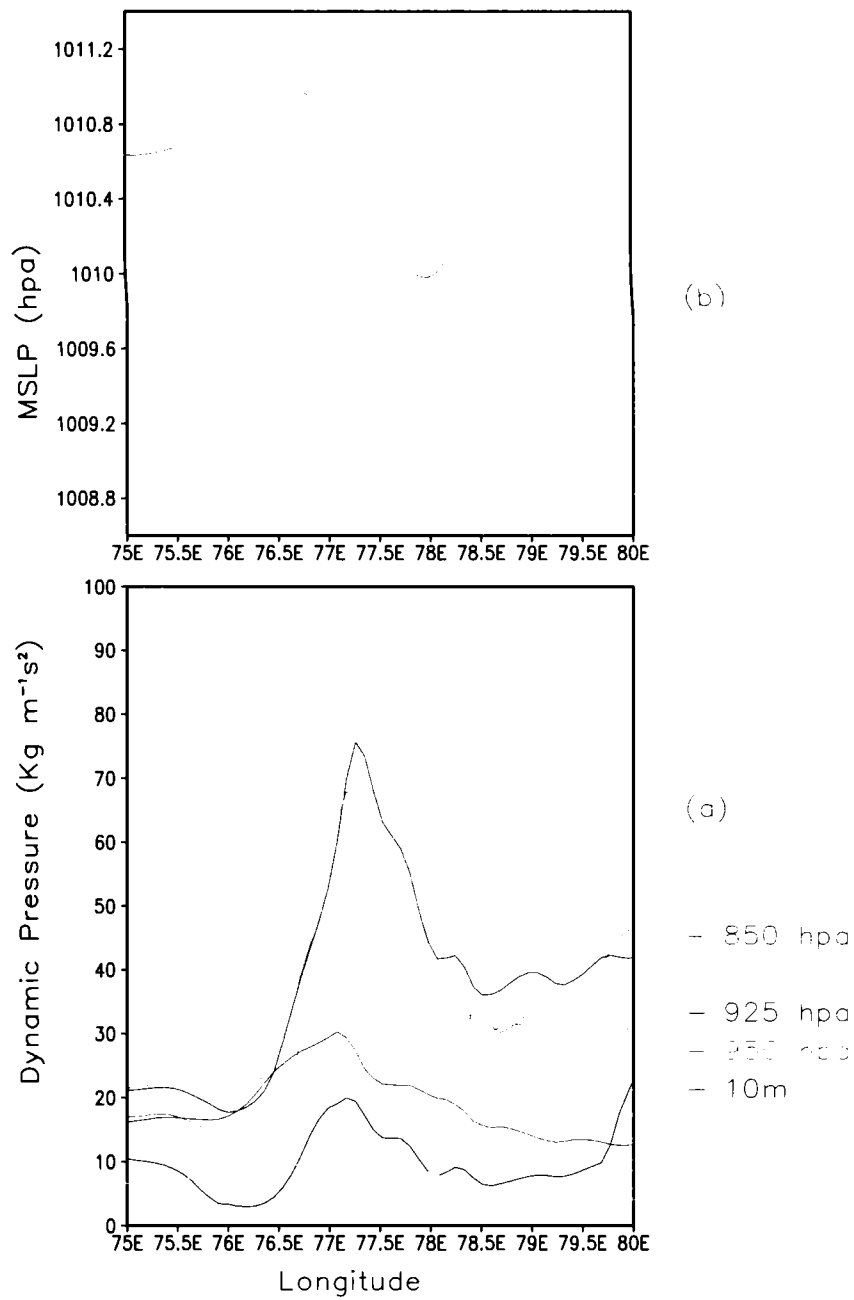 1011.2
1010.8
1010.4
1010
1009.6
1009.2
1008.8
MSLP (hpa)
75E 75.5E 76E 76.5E 77E 77.5E 78E 78.5E 79E 79.5E 80E
(b)
100
90
80
70
60
50
40
30
20
10
0
Dynamic Pressure (Kg m⁻¹s²)
75E 75.5E 76E 76.5E 77E 77.5E 78E 78.5E 79E 79.5E 80E
Longitude
(a)
– 850 hpa
– 925 hpa
– 950 hpa
– 10m